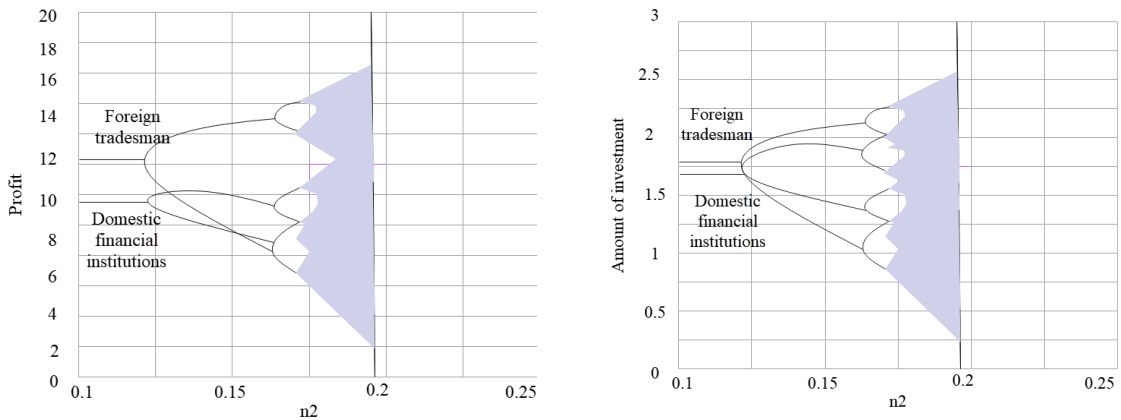 20
18
16
14
12
10
8
6
4
2
0
Profit
Foreign
tradesman
Domestic
financial
institutions
0.1
0.15
0.2
0.25
n2
3
2.5
2
1.5
1
0.5
0
Amount of investment
Foreign
tradesman
Domestic
financial
institutions
0.1
0.15
0.2
0.25
n2